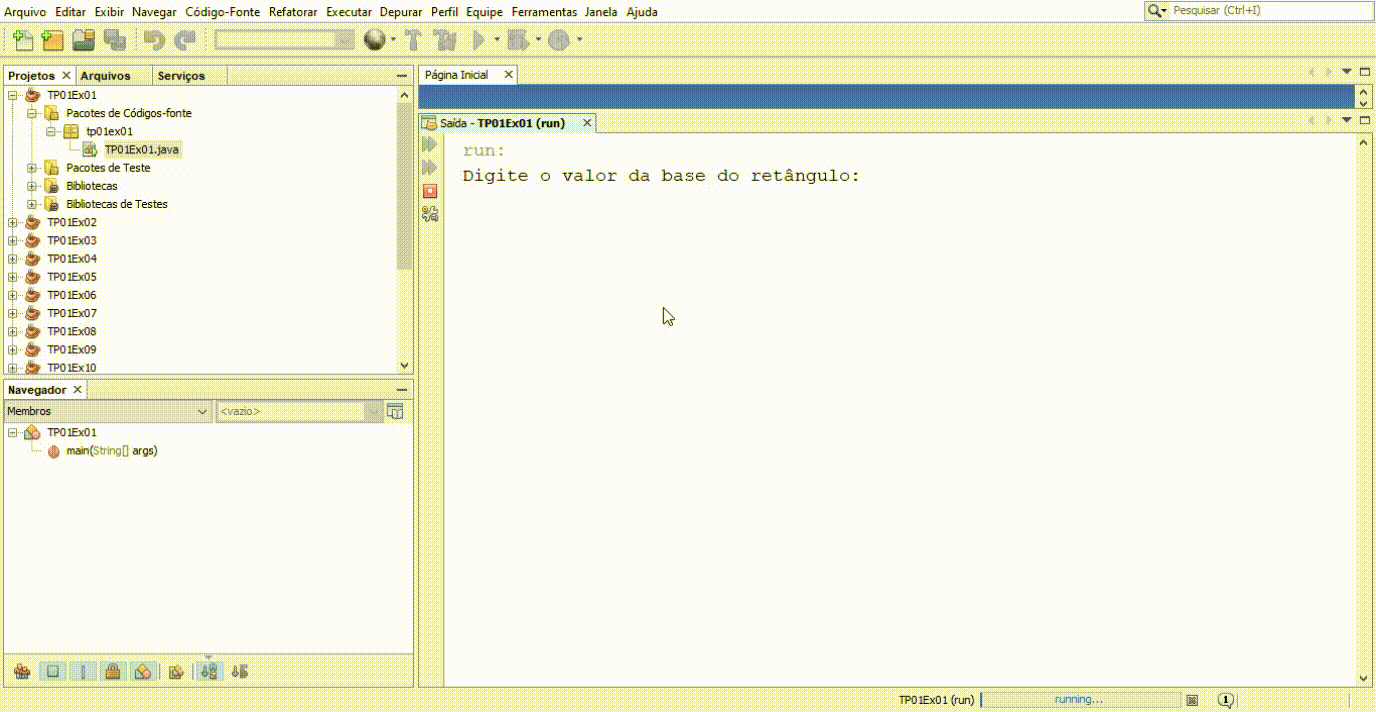 Arquivo Editar Exibir Navegar Código-Fonte Refatorar Executar Depurar Perfil Equipe Ferramentas Janela Ajuda
Pesquisar (Ctrl+I)
Projetos Arquivos Serviços
TP01Ex01
Pacotes de Códigos-fonte
tp01ex01
TP01Ex01.java
Pacotes de Teste
Bibliotecas
Bibliotecas de Testes
TP01Ex02
TP01Ex03
TP01Ex04
TP01Ex05
TP01Ex06
TP01Ex07
TP01Ex08
TP01Ex09
TP01Ex10
Navegador
Membros <vazio>
TP01Ex01
main(String[] args)
Página Inicial
Saída - TP01Ex01 (run)
run:
Digite o valor da base do retângulo:
TP01Ex01 (run) running... 1